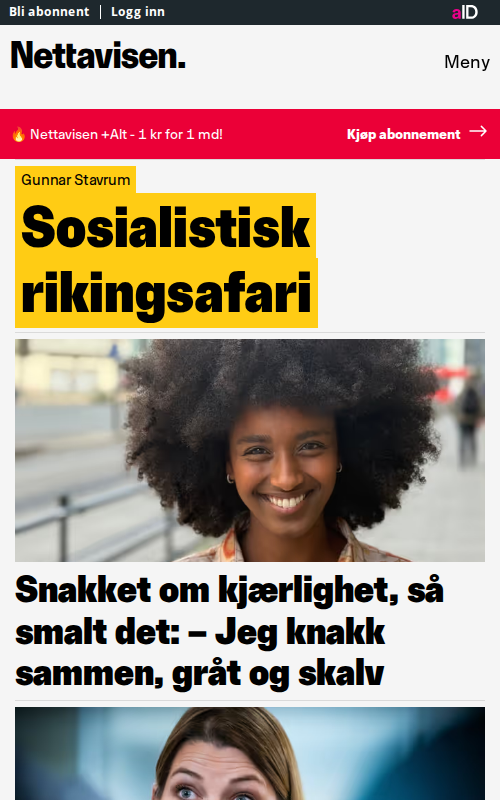 Bli abonnent | Logg inn
aID
Nettavisen.
Meny
🔥 Nettavisen +Alt - 1 kr for 1 md!
Kjøp abonnement →
Gunnar Stavrum
Sosialistisk
rikingsafari
Snakket om kjærlighet, så
smalt det: – Jeg knakk
sammen, gråt og skalv